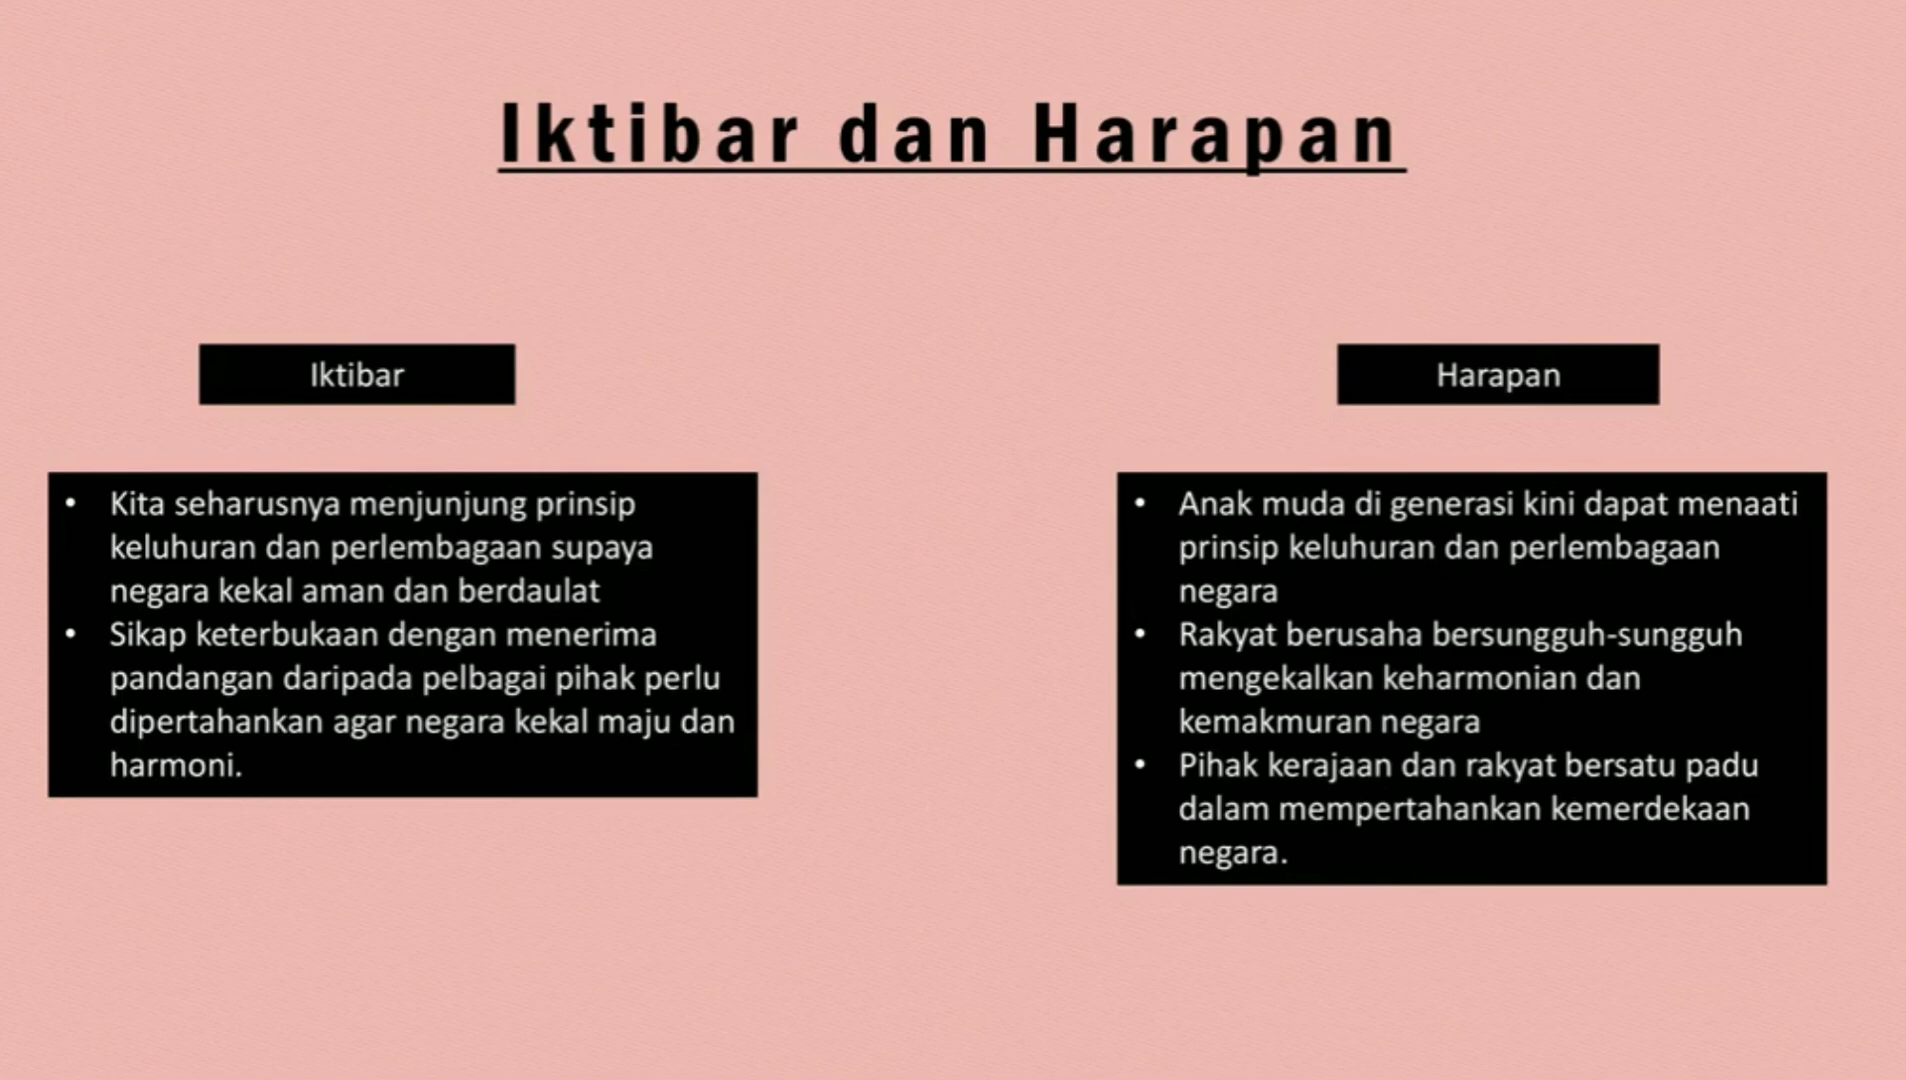 Iktibar dan Harapan
Iktibar
• Kita seharusnya menjunjung prinsip
keluhuran dan perlembagaan supaya
negara kekal aman dan berdaulat
• Sikap keterbukaan dengan menerima
pandangan daripada pelbagai pihak perlu
dipertahankan agar negara kekal maju dan
harmoni.
Harapan
• Anak muda di generasi kini dapat menaati
prinsip keluhuran dan perlembagaan
negara
• Rakyat berusaha bersungguh-sungguh
mengekalkan keharmonian dan
kemakmuran negara
• Pihak kerajaan dan rakyat bersatu padu
dalam mempertahankan kemerdekaan
negara.